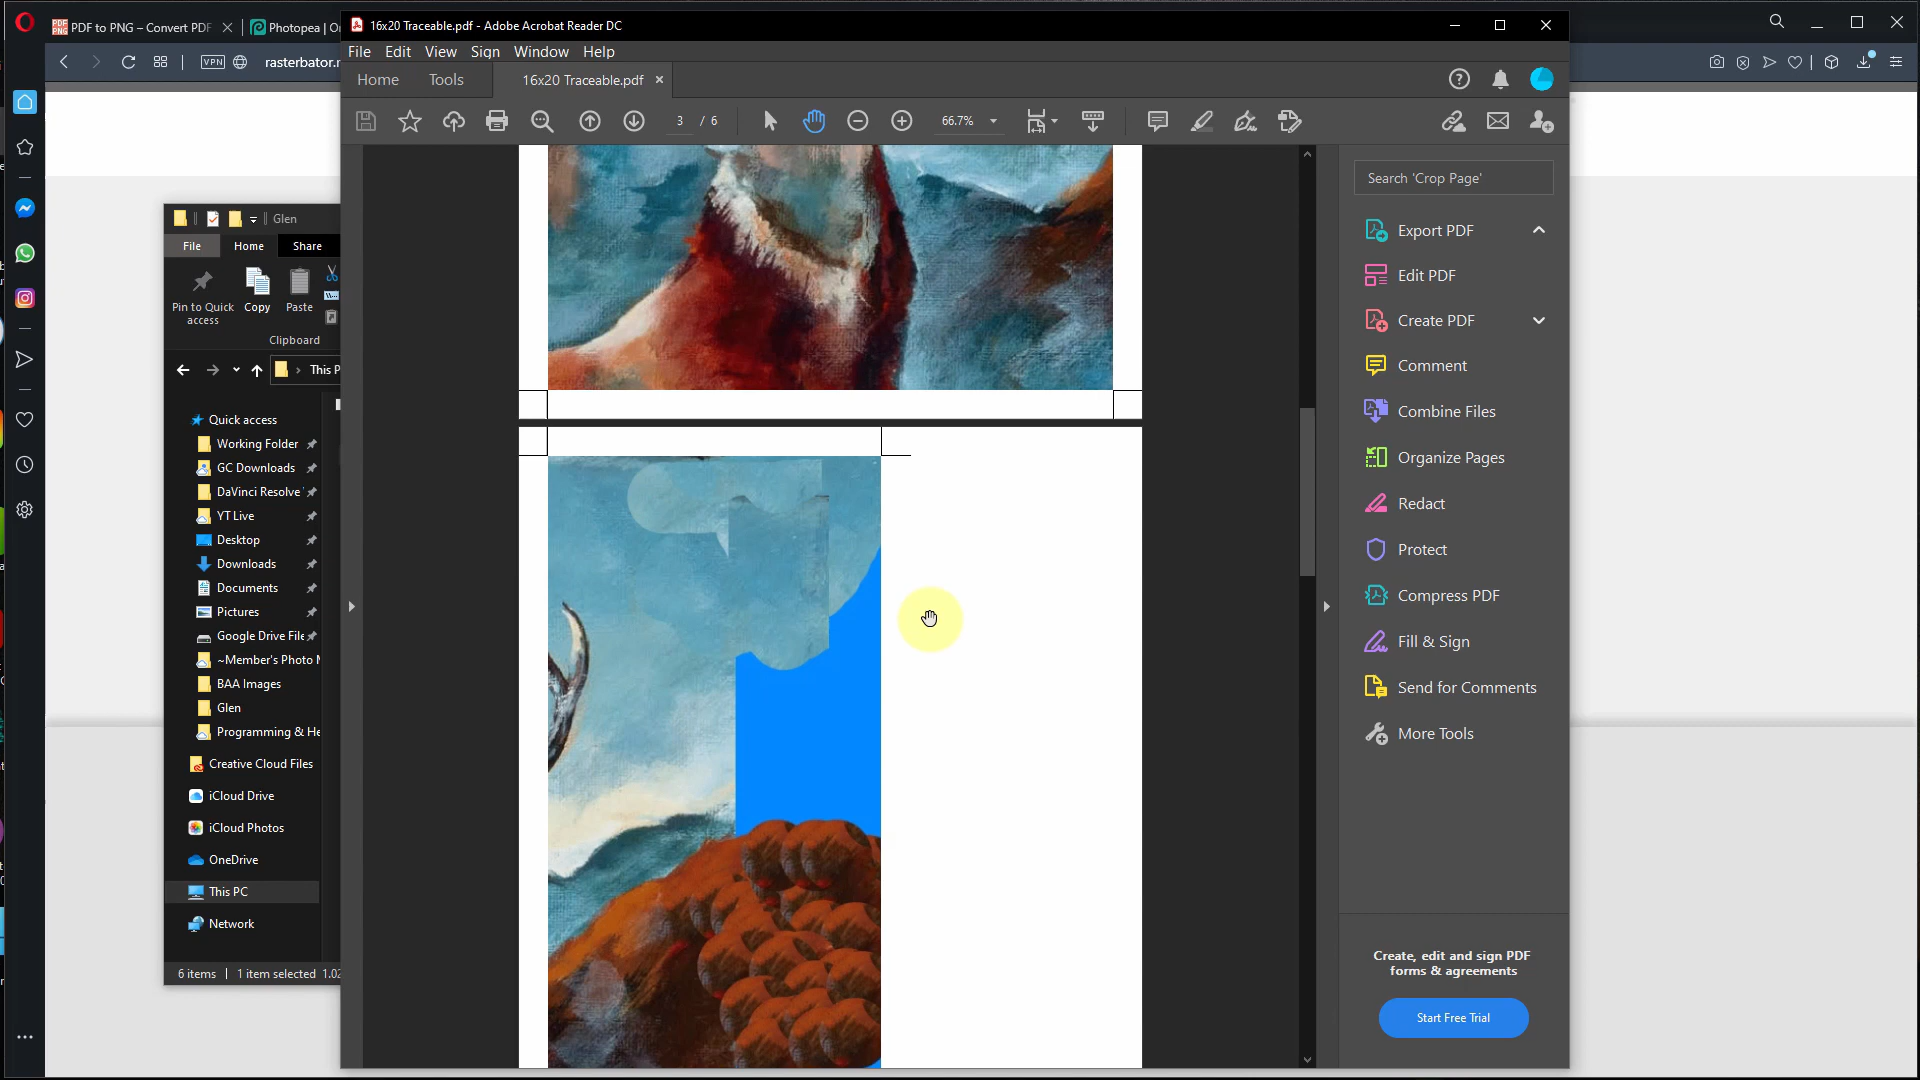 PDF to PNG – Convert PDF
Photopea | O
16x20 Traceable.pdf - Adobe Acrobat Reader DC
VPN
rasterbator.
File Edit View Sign Window Help
Home Tools 16x20 Traceable.pdf
3 / 6
66.7%
Search 'Crop Page'
Export PDF
Edit PDF
Create PDF
Comment
Combine Files
Organize Pages
Redact
Protect
Compress PDF
Fill & Sign
Send for Comments
More Tools
Create, edit and sign PDF
forms & agreements
Start Free Trial
Glen
File Home Share
Pin to Quick
access
Copy
Paste
Clipboard
This P
Quick access
Working Folder
GC Downloads
DaVinci Resolve
YT Live
Desktop
Downloads
Documents
Pictures
Google Drive File
~Member's Photo M
BAA Images
Glen
Programming & He
Creative Cloud Files
iCloud Drive
iCloud Photos
OneDrive
This PC
Network
6 items 1 item selected 1.02